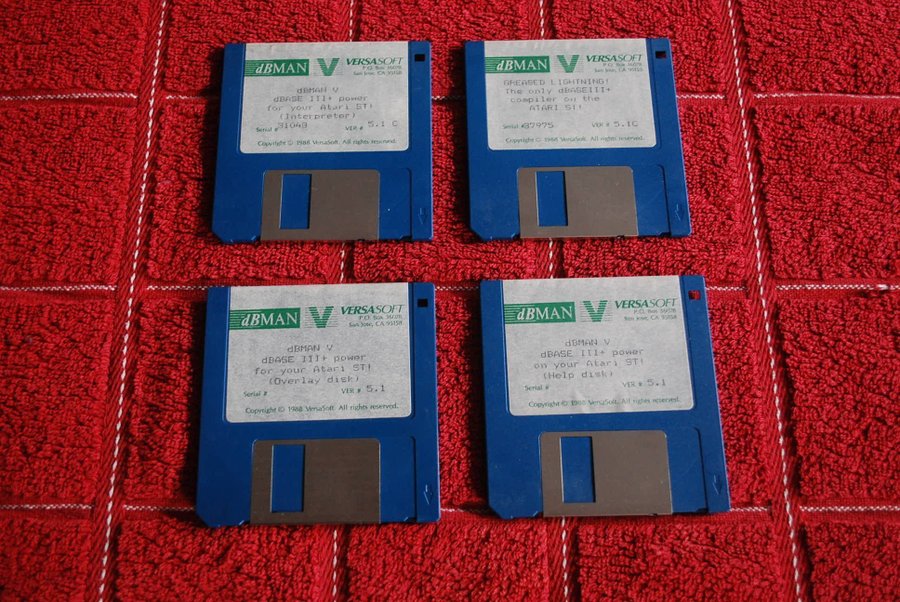 dBMAN V VERSASOFT
P.O. Box 36078
San Jose, CA 95158
dBMAN V
dBASE III+ power
for your Atari ST!
(Interpreter)
Serial # 31048 VER # 5.1 C
Copyright © 1988 VersaSoft. All rights reserved.
dBMAN V VERSASOFT
P.O. Box 36078
San Jose, CA 95158
GREASED LIGHTNING!
The only dBASEIII+
compiler on the
ATARI ST!
Serial #87975 VER # 5.1C
Copyright © 1988 VersaSoft. All rights reserved.
dBMAN V VERSASOFT
P.O. Box 36078
San Jose, CA 95158
dBMAN V
dBASE III+ power
for your Atari ST!
(Overlay disk)
Serial # VER # 5.1
Copyright © 1988 VersaSoft. All rights reserved.
dBMAN V VERSASOFT
P.O. Box 36078
San Jose, CA 95158
dBMAN V
dBASE III+ power
on your Atari ST!
(Help disk)
Serial # VER # 5.1
Copyright © 1988 VersaSoft. All rights reserved.